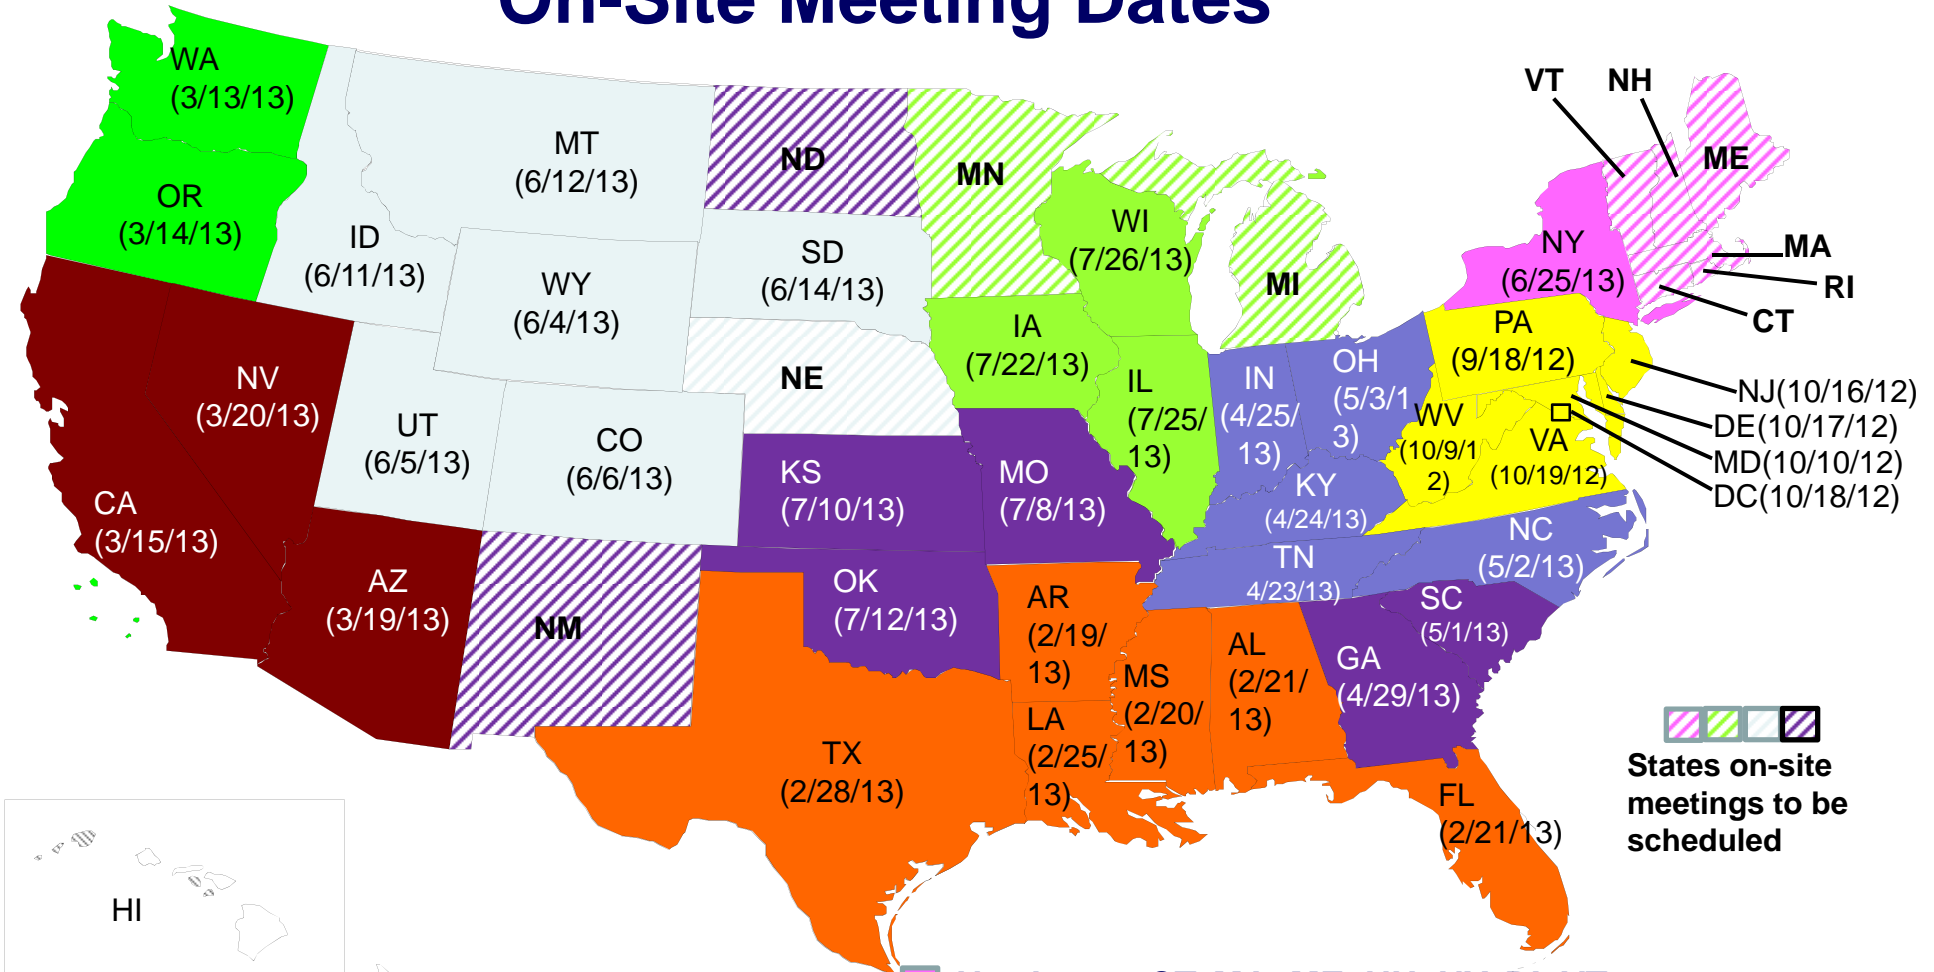 On-Site Meeting Dates
WA
(3/13/13)
OR
(3/14/13)
ID
(6/11/13)
MT
(6/12/13)
WY
(6/4/13)
ND
SD
(6/14/13)
NE
MN
WI
(7/26/13)
MI
IA
(7/22/13)
IL
(7/25/
13)
IN
(4/25/
13)
OH
(5/3/1
3)
VT
NH
ME
NY
(6/25/13)
MA
RI
CT
PA
(9/18/12)
NJ(10/16/12)
DE(10/17/12)
MD(10/10/12)
DC(10/18/12)
WV
(10/9/1
2)
VA
(10/19/12)
KY
(4/24/13)
TN
4/23/13)
NC
(5/2/13)
SC
(5/1/13)
GA
(4/29/13)
NV
(3/20/13)
CA
(3/15/13)
UT
(6/5/13)
CO
(6/6/13)
KS
(7/10/13)
MO
(7/8/13)
AZ
(3/19/13)
NM
OK
(7/12/13)
AR
(2/19/
13)
MS
(2/20/
13)
AL
(2/21/
13)
LA
(2/25/
13)
TX
(2/28/13)
FL
(2/21/13)
States on-site
meetings to be
scheduled
HI